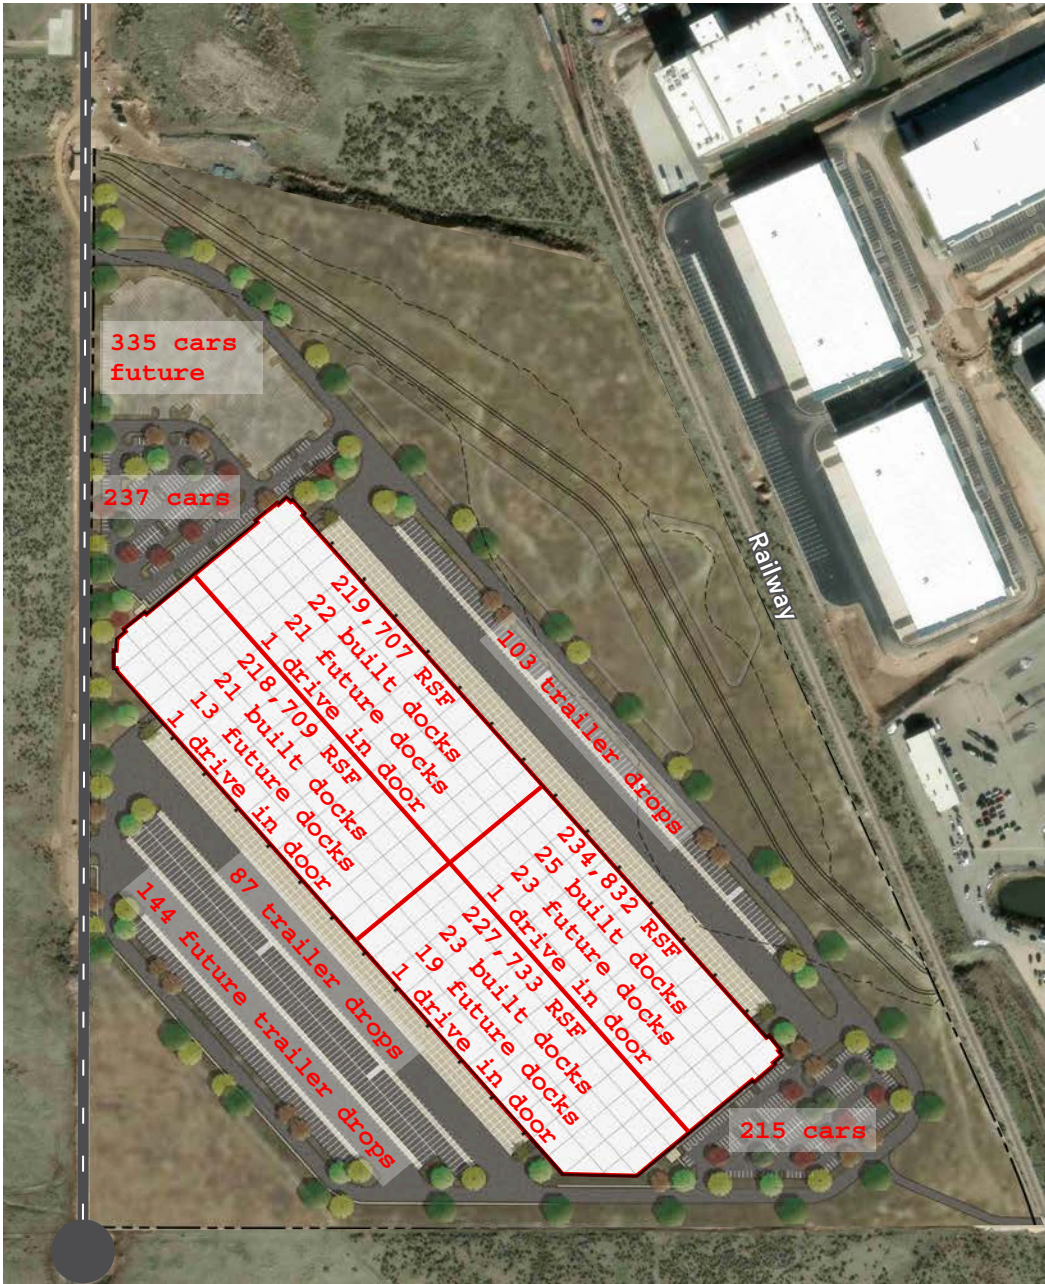 335 cars
future
237 cars
Railway
219,707 RSF
22 built docks
21 future docks
1 drive in door
218,709 RSF
21 built docks
13 future docks
1 drive in door
103 trailer drops
234,832 RSF
25 built docks
23 future docks
1 drive in door
227,733 RSF
23 built docks
19 future docks
1 drive in door
87 trailer drops
144 future trailer drops
215 cars